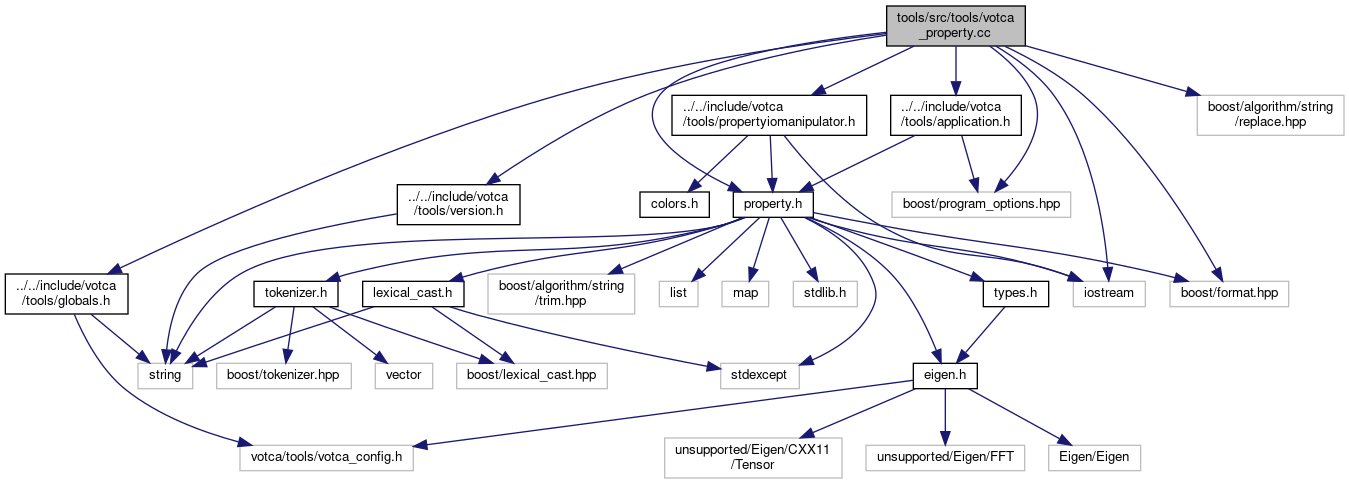 tools/src/tools/votca
_property.cc
../../include/votca
/tools/propertyiomanipulator.h
../../include/votca
/tools/application.h
boost/algorithm/string
/replace.hpp
../../include/votca
/tools/version.h
colors.h
property.h
boost/program_options.hpp
../../include/votca
/tools/globals.h
tokenizer.h
lexical_cast.h
boost/algorithm/string
/trim.hpp
list
map
stdlib.h
types.h
iostream
boost/format.hpp
string
boost/tokenizer.hpp
vector
boost/lexical_cast.hpp
stdexcept
eigen.h
votca/tools/votca_config.h
unsupported/Eigen/CXX11
/Tensor
unsupported/Eigen/FFT
Eigen/Eigen